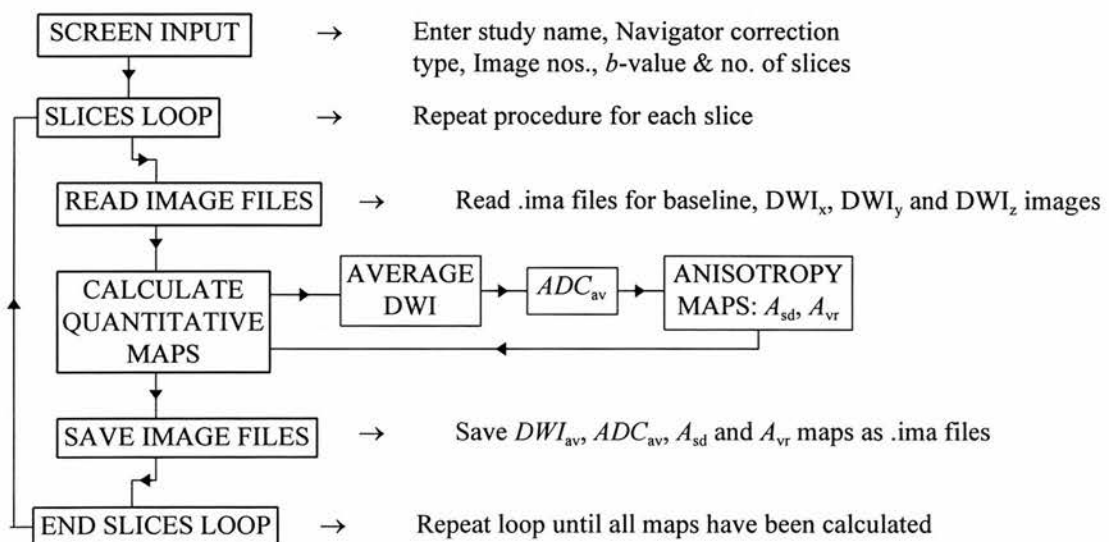 SCREEN INPUT → Enter study name, Navigator correction
type, Image nos., b-value & no. of slices
SLICES LOOP → Repeat procedure for each slice
READ IMAGE FILES → Read .ima files for baseline, DWIx, DWIy and DWIz images
CALCULATE
QUANTITATIVE
MAPS
AVERAGE
DWI
ADCav
ANISOTROPY
MAPS: Asd, Avr
SAVE IMAGE FILES → Save DWIav, ADCav, Asd and Avr maps as .ima files
END SLICES LOOP → Repeat loop until all maps have been calculated